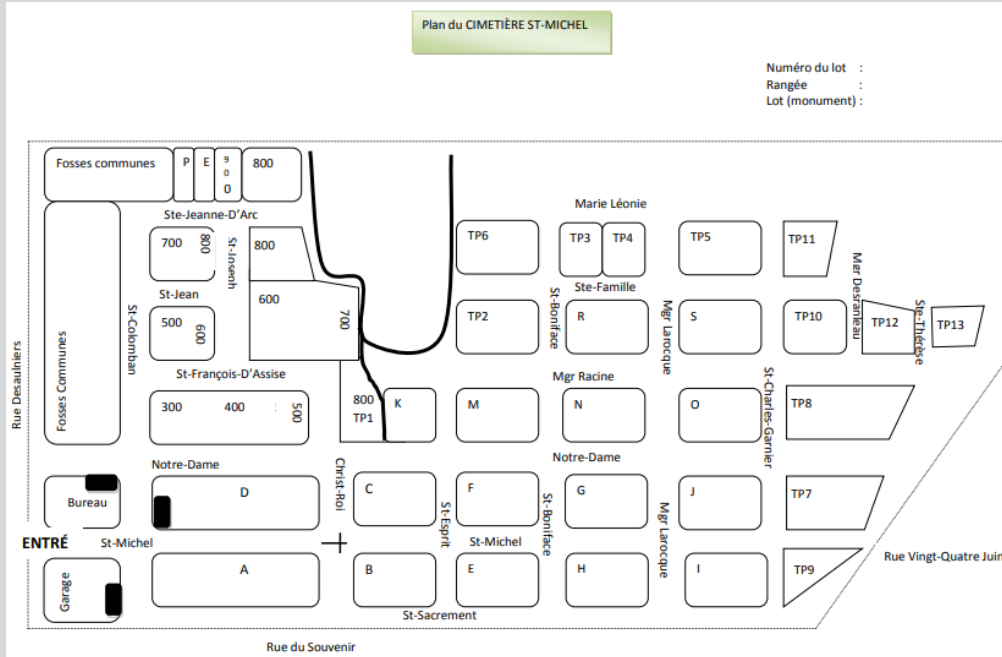 Plan du CIMETIÈRE ST-MICHEL
Numéro du lot :
Rangée :
Lot (monument) :
Fosses communes
P
E
900
800
Ste-Jeanne-D'Arc
Marie Léonie
700
800
St-Joseph
800
TP6
TP3
TP4
TP5
TP11
St-Jean
Ste-Famille
Mgr Desranleau
600
700
500
600
St-Colomban
TP2
St-Boniface
R
Mgr Larocque
S
TP10
TP12
Ste-Thérèse
TP13
Rue Desaulniers
Fosses Communes
St-François-D'Assise
Mgr Racine
300
400
500
800
TP1
K
M
N
O
St-Charles-Garnier
TP8
Notre-Dame
Notre-Dame
Bureau
D
Christ-Roi
C
St-Esprit
F
St-Boniface
G
Mgr Larocque
J
TP7
ENTRÉ
St-Michel
St-Michel
Rue Vingt-Quatre Juin
Garage
A
B
E
H
I
TP9
St-Sacrement
Rue du Souvenir